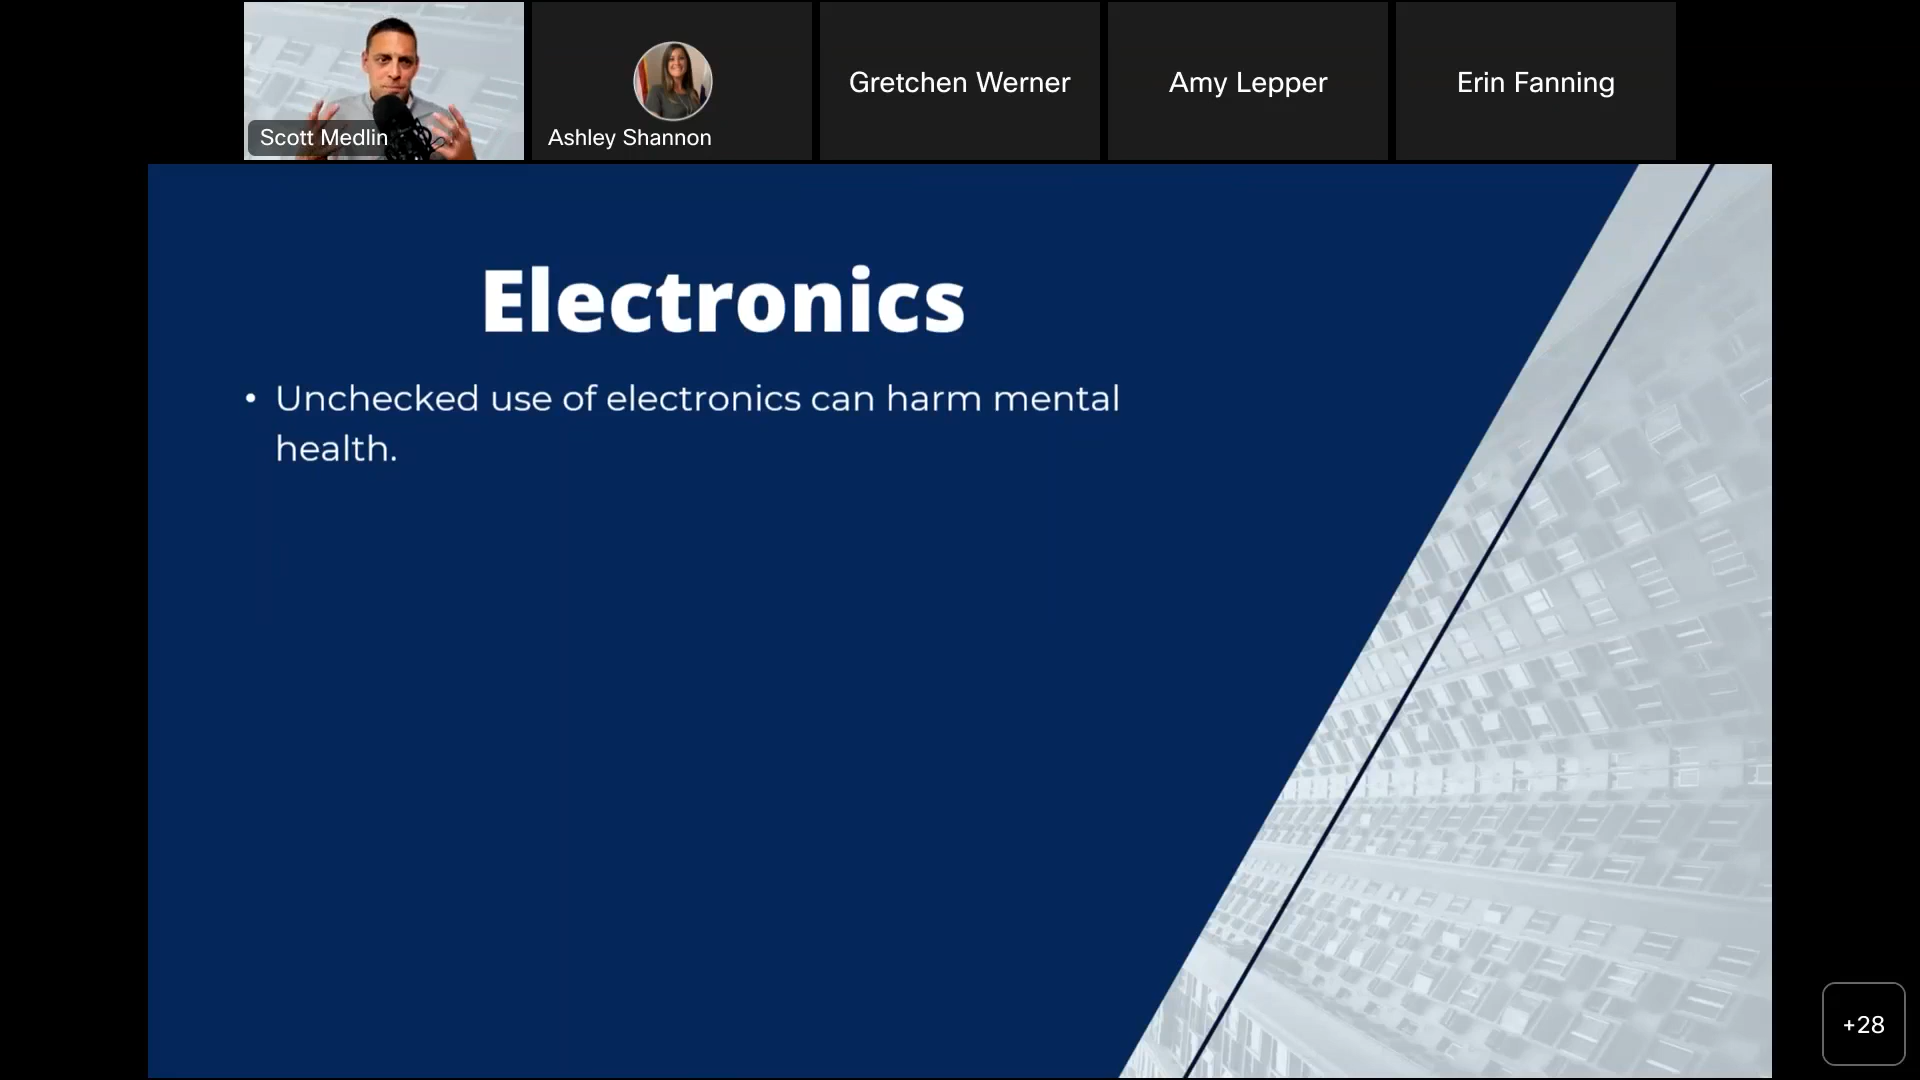 Scott Medlin
Ashley Shannon
Gretchen Werner
Amy Lepper
Erin Fanning
Electronics
• Unchecked use of electronics can harm mental
health.
+28